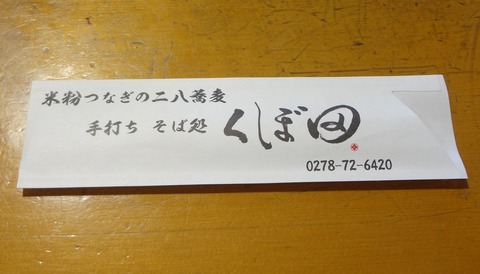 米粉つなぎの二八蕎麦
手打ち そば処 くぼ田
0278-72-6420